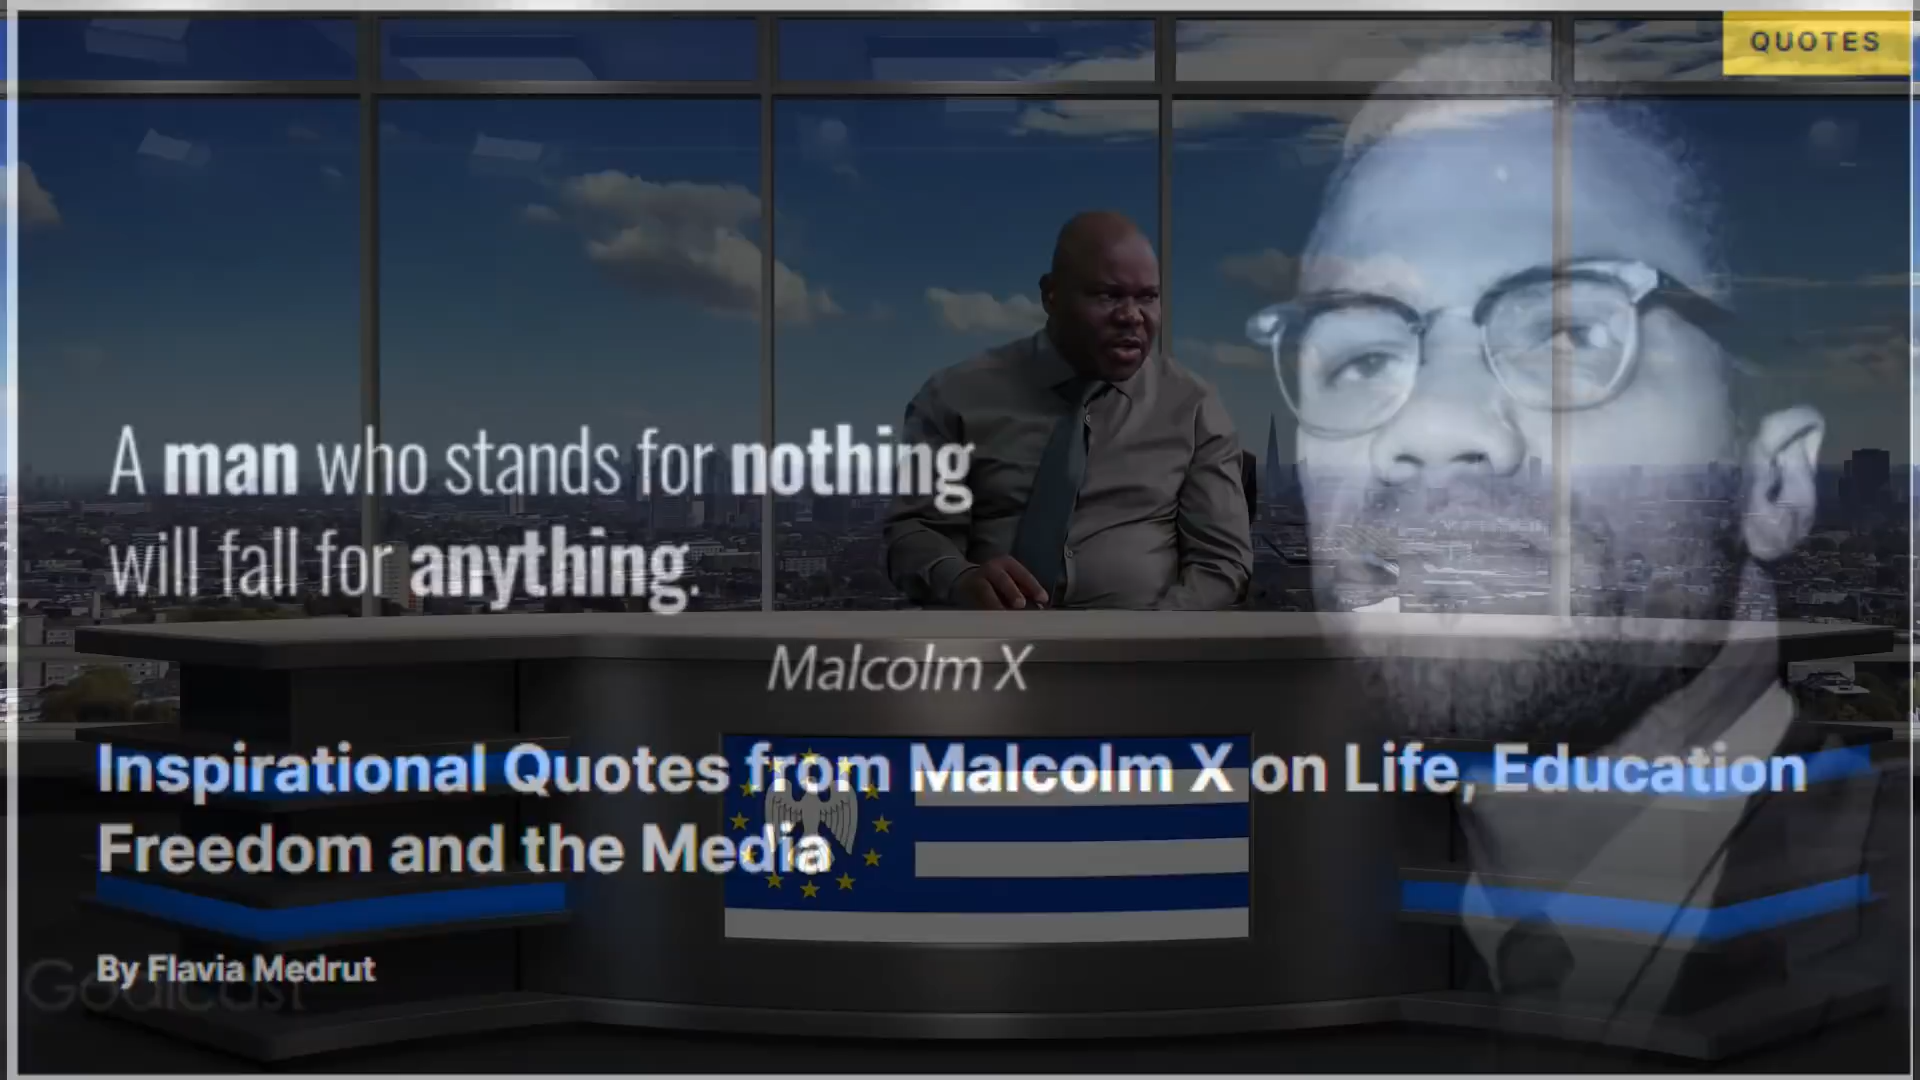 QUOTES
A man who stands for nothing
will fall for anything.
Malcolm X
Inspirational Quotes from Malcolm X on Life, Education
Freedom and the Media
By Flavia Medrut
Goalcast